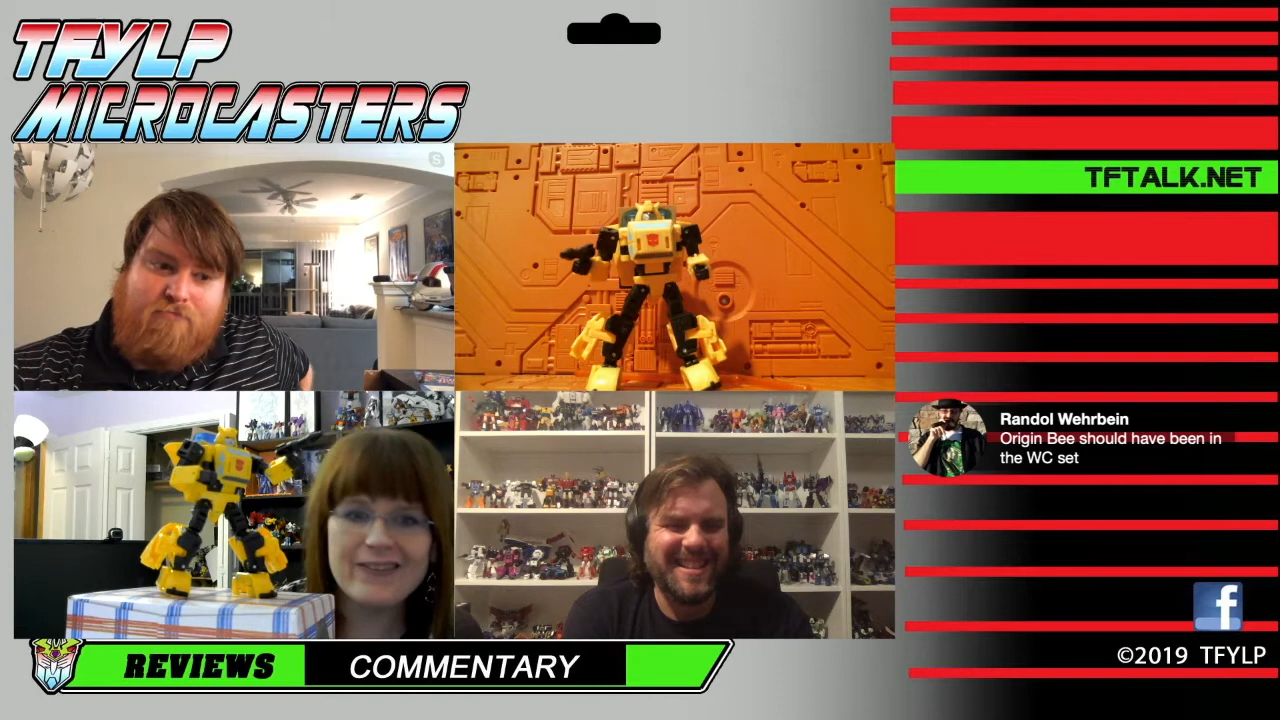 TFYLP
MICROCASTERS
TFTALK.NET
Randol Wehrbein
Origin Bee should have been in
the WC set
f
©2019 TFYLP
REVIEWS
COMMENTARY